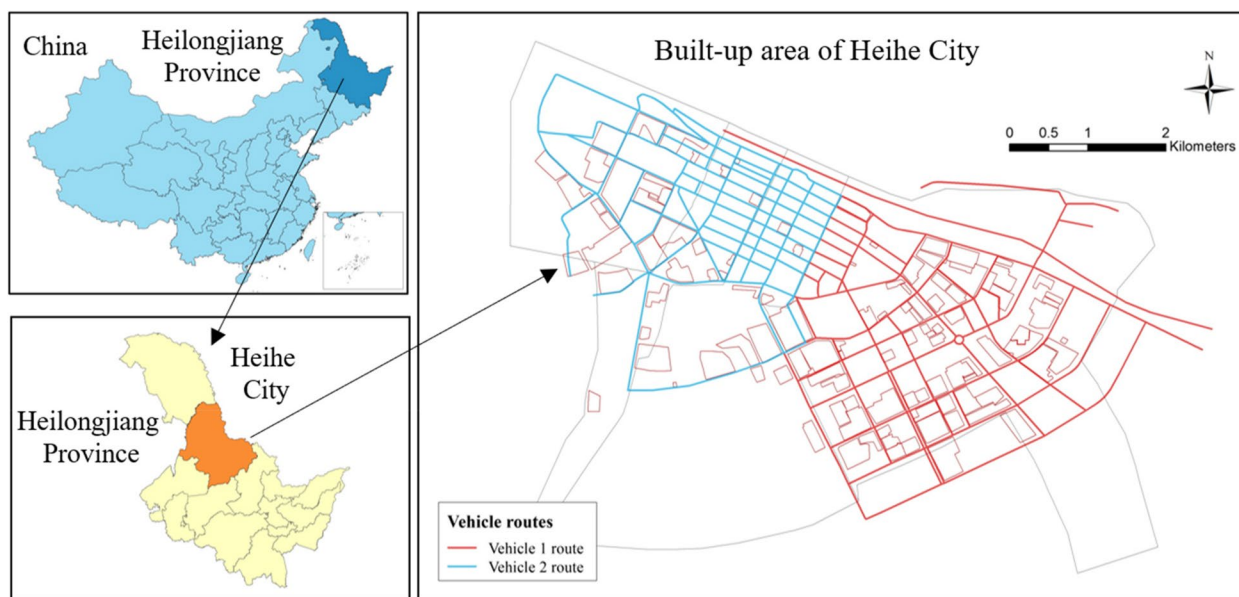 China
Heilongjiang
Province
Heihe
City
Heilongjiang
Province
Built-up area of Heihe City
N
0 0.5 1 2
Kilometers
Vehicle routes
Vehicle 1 route
Vehicle 2 route